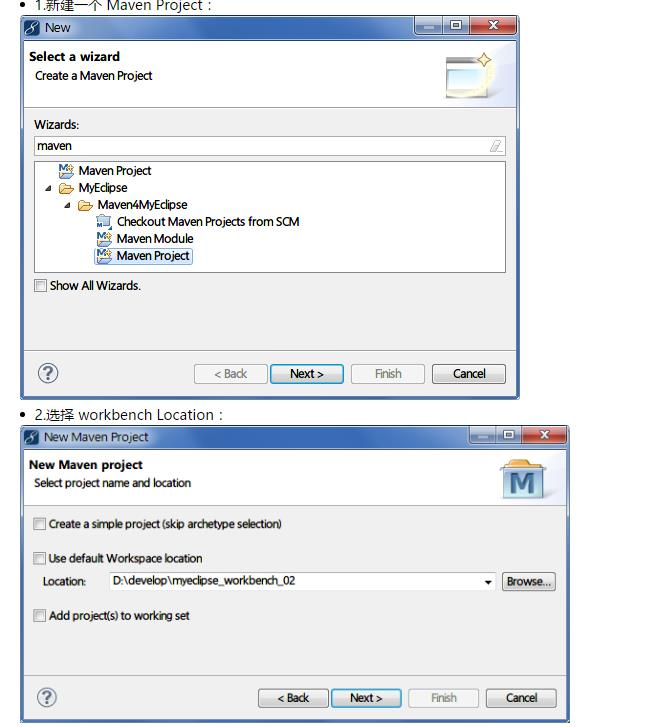 • 1.新建一个 Maven Project：
New
Select a wizard
Create a Maven Project
Wizards:
maven
Maven Project
MyEclipse
Maven4MyEclipse
Checkout Maven Projects from SCM
Maven Module
Maven Project
Show All Wizards.
? < Back Next > Finish Cancel
• 2.选择 workbench Location：
New Maven Project
New Maven project
Select project name and location
M
Create a simple project (skip archetype selection)
Use default Workspace location
Location: D:\develop\myeclipse_workbench_02 Browse...
Add project(s) to working set
? < Back Next > Finish Cancel